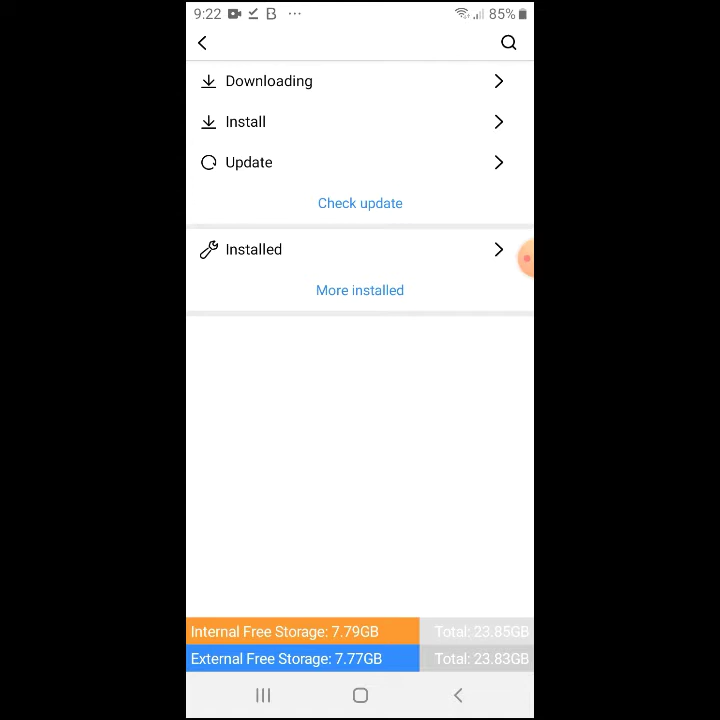 9:22 B ... 85%
Downloading
Install
Update
Check update
Installed
More installed
Internal Free Storage: 7.79GB Total: 23.85GB
External Free Storage: 7.77GB Total: 23.83GB